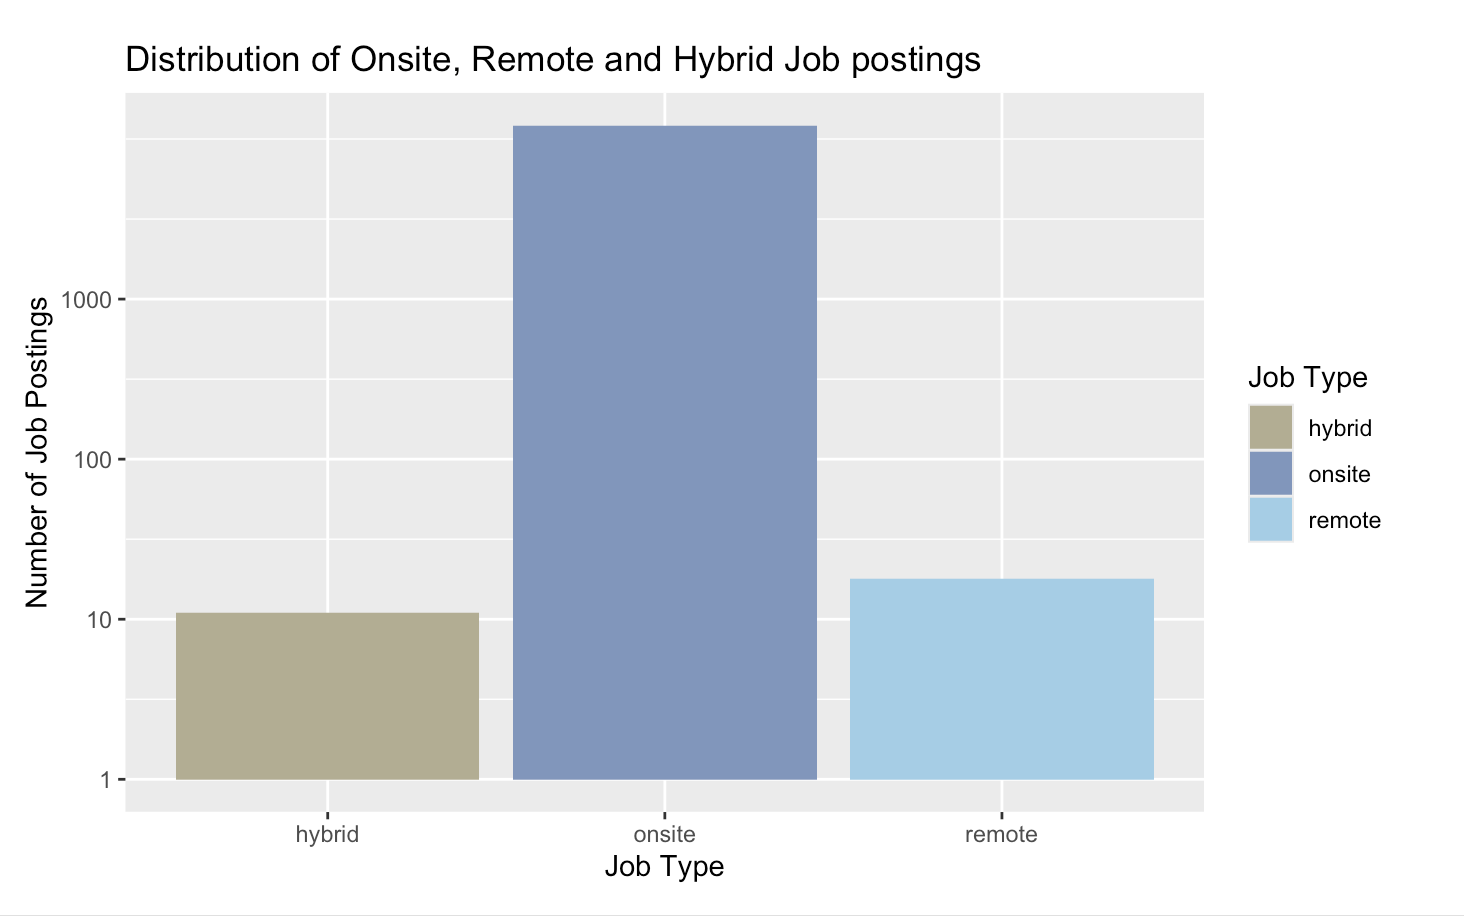 Distribution of Onsite, Remote and Hybrid Job postings
Number of Job Postings
1000
100
10
1
hybrid
onsite
remote
Job Type
Job Type
hybrid
onsite
remote